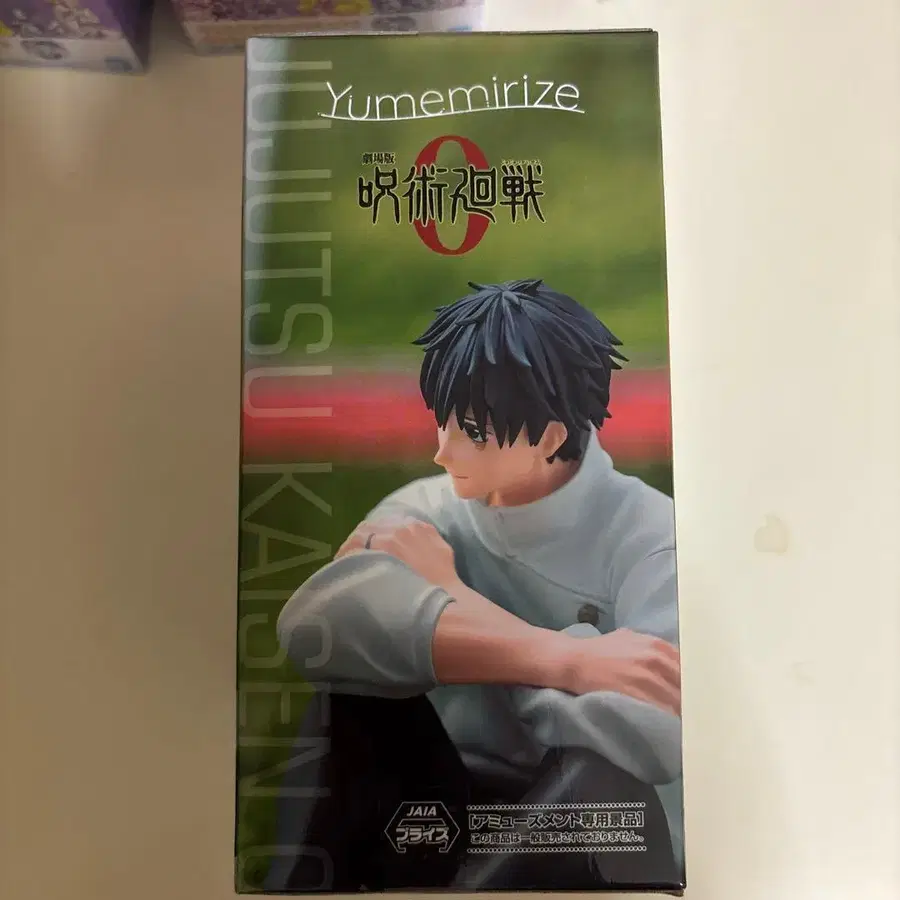 Yumemirize
劇場版
呪術廻戦
0
JUJUTSU KAISEN 0
JAIA
プライズ
[アミューズメント専用景品]
この商品は一般販売されておりません。